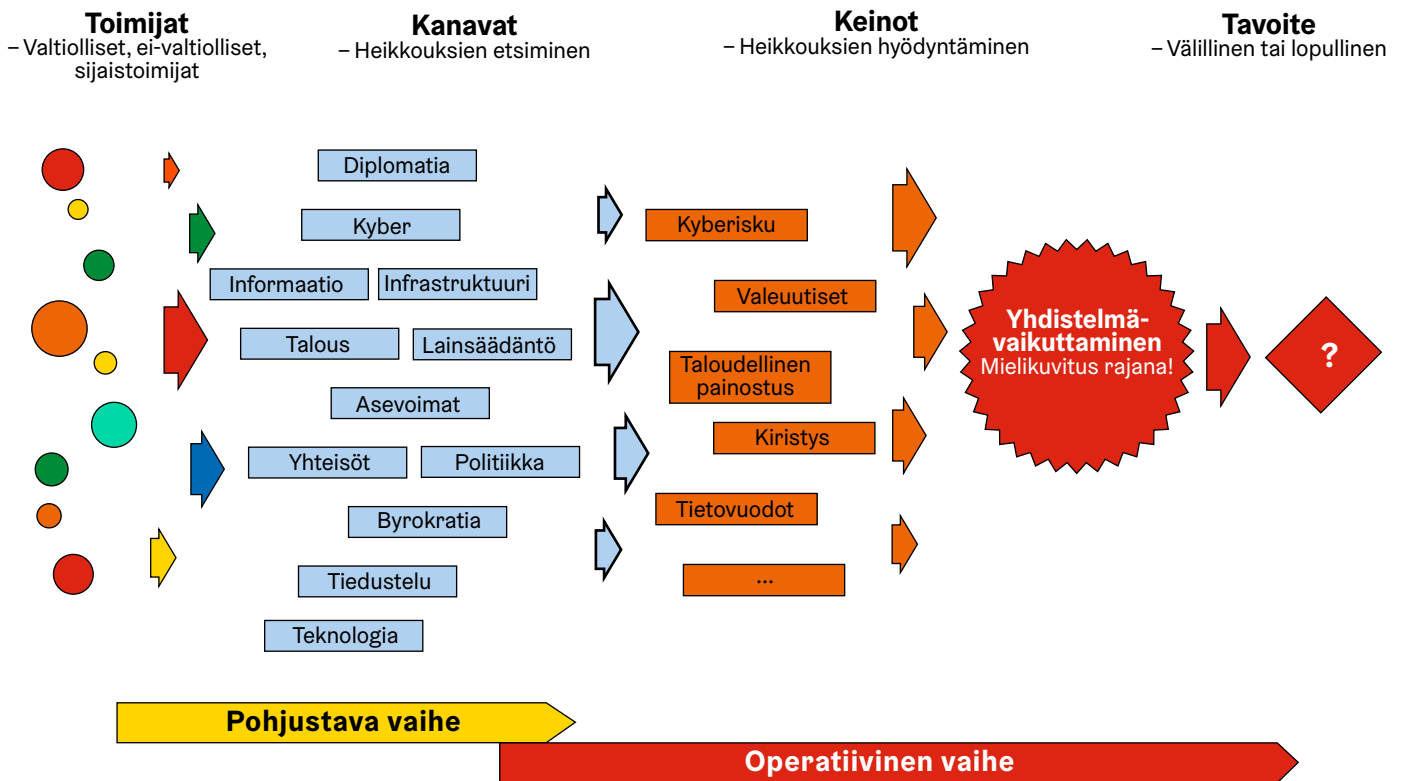 Toimijat
– Valtiolliset, ei-valtiolliset,
sijaistoimijat
Kanavat
– Heikkouksien etsiminen
Keinot
– Heikkouksien hyödyntäminen
Tavoite
– Välillinen tai lopullinen
Diplomatia
Kyber
Informaatio
Infrastruktuuri
Talous
Lainsäädäntö
Asevoimat
Yhteisöt
Politiikka
Byrokratia
Tiedustelu
Teknologia
Kyberisku
Valeuutiset
Taloudellinen
painostus
Kiristys
Tietovuodot
...
Yhdistelmä-
vaikuttaminen
Mielikuvitus rajana!
?
Pohjustava vaihe
Operatiivinen vaihe